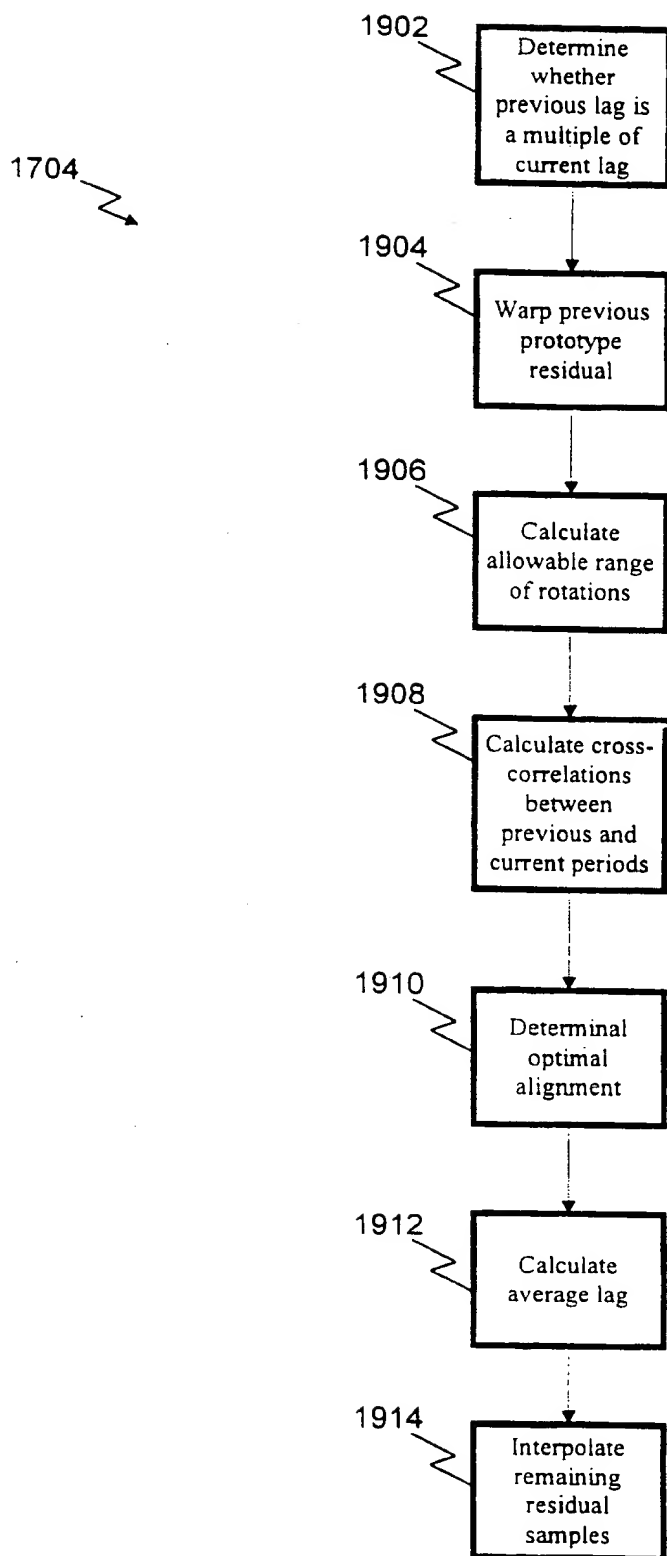 1902
Determine
whether
previous lag is
a multiple of
current lag
1704
1904
Warp previous
prototype
residual
1906
Calculate
allowable range
of rotations
1908
Calculate cross-
correlations
between
previous and
current periods
1910
Determinal
optimal
alignment
1912
Calculate
average lag
1914
Interpolate
remaining
residual
samples